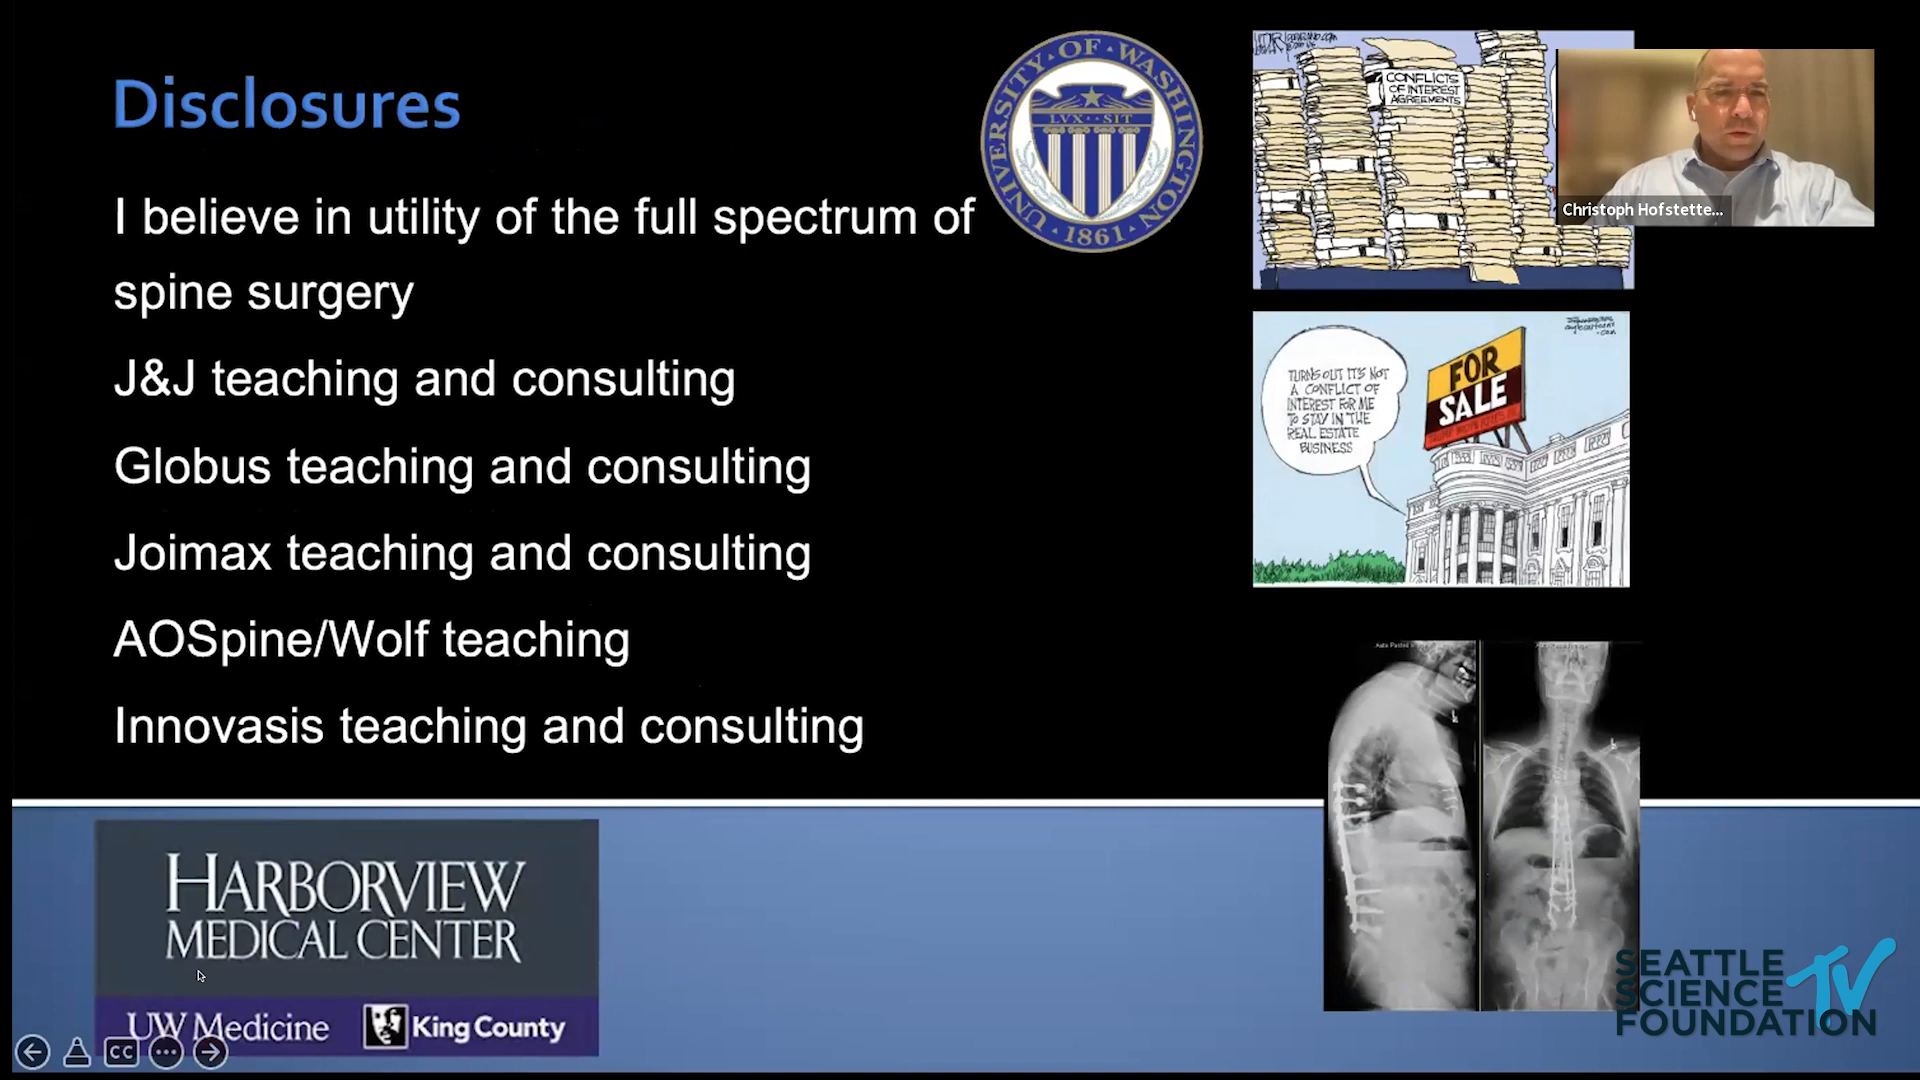 Disclosures
I believe in utility of the full spectrum of
spine surgery
J&J teaching and consulting
Globus teaching and consulting
Joimax teaching and consulting
AOSpine/Wolf teaching
Innovasis teaching and consulting
UNIVERSITY · OF · WASHINGTON
LVX · · SIT
· 1861 ·
CONFLICTS
OF INTEREST
AGREEMENTS
Christoph Hofstette...
TURNS OUT IT'S NOT
A CONFLICT OF
INTEREST FOR ME
TO STAY IN THE
REAL ESTATE
BUSINESS
FOR
SALE
L
L
HARBORVIEW
MEDICAL CENTER
UW Medicine
King County
CC
SEATTLE
SCIENCE
FOUNDATION
TV